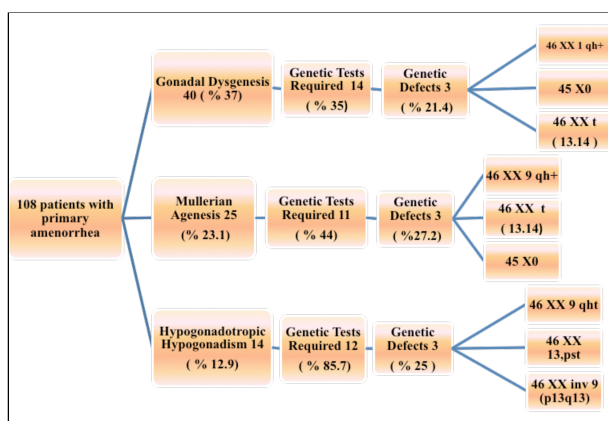 108 patients with
primary
amenorrhea
Gonadal Dysgenesis
40 ( % 37)
Genetic Tests
Required 14
( % 35)
Genetic
Defects 3
( % 21.4)
46 XX 1 qh+
45 X0
46 XX t
( 13.14 )
Mullerian
Agenesis 25
(% 23.1)
Genetic Tests
Required 11
( % 44)
Genetic
Defects 3
( %27.2)
46 XX 9 qh+
46 XX t
( 13.14)
45 X0
Hypogonadotropic
Hypogonadism 14
( % 12.9)
Genetic Tests
Required 12
( % 85.7)
Genetic
Defects 3
( % 25 )
46 XX 9 qht
46 XX
13,pst
46 XX inv 9
(p13q13)